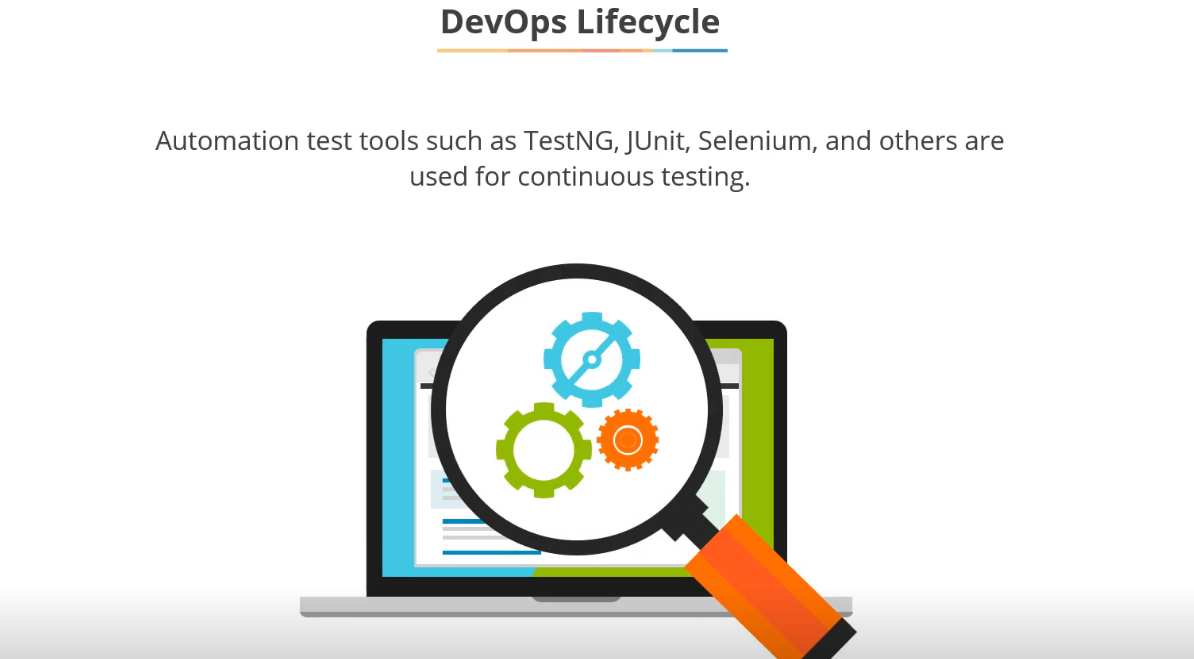 DevOps Lifecycle
Automation test tools such as TestNG, JUnit, Selenium, and others are
used for continuous testing.